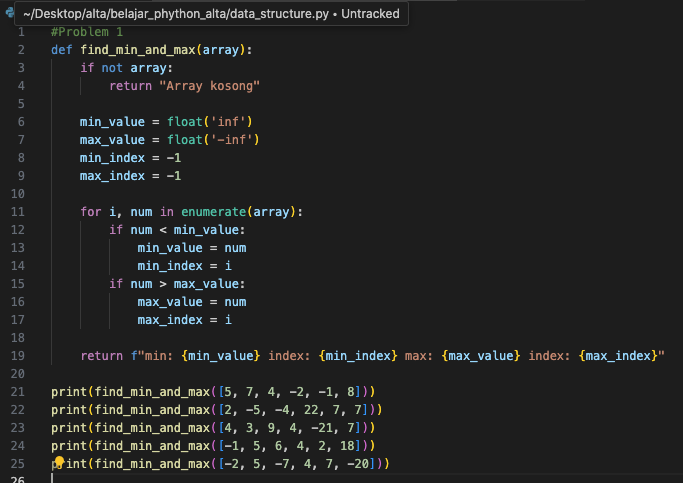 ~/Desktop/alta/belajar_phython_alta/data_structure.py • Untracked
1 #Problem 1
2 def find_min_and_max(array):
3     if not array:
4         return "Array kosong"
5
6     min_value = float('inf')
7     max_value = float('-inf')
8     min_index = -1
9     max_index = -1
10
11     for i, num in enumerate(array):
12         if num < min_value:
13             min_value = num
14             min_index = i
15         if num > max_value:
16             max_value = num
17             max_index = i
18
19     return f"min: {min_value} index: {min_index} max: {max_value} index: {max_index}"
20
21 print(find_min_and_max([5, 7, 4, -2, -1, 8]))
22 print(find_min_and_max([2, -5, -4, 22, 7, 7]))
23 print(find_min_and_max([4, 3, 9, 4, -21, 7]))
24 print(find_min_and_max([-1, 5, 6, 4, 2, 18]))
25 print(find_min_and_max([-2, 5, -7, 4, 7, -20]))
26